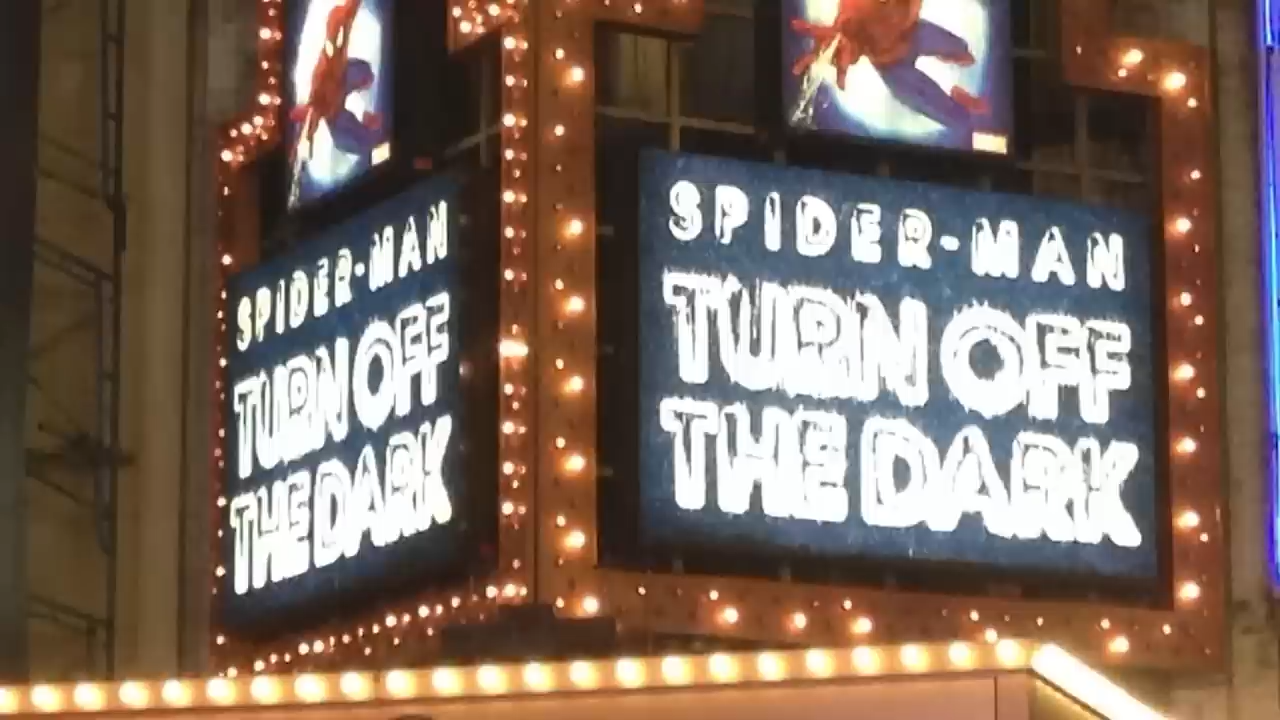 SPIDER-MAN
TURN OFF
THE DARK
SPIDER-MAN
TURN OFF
THE DARK